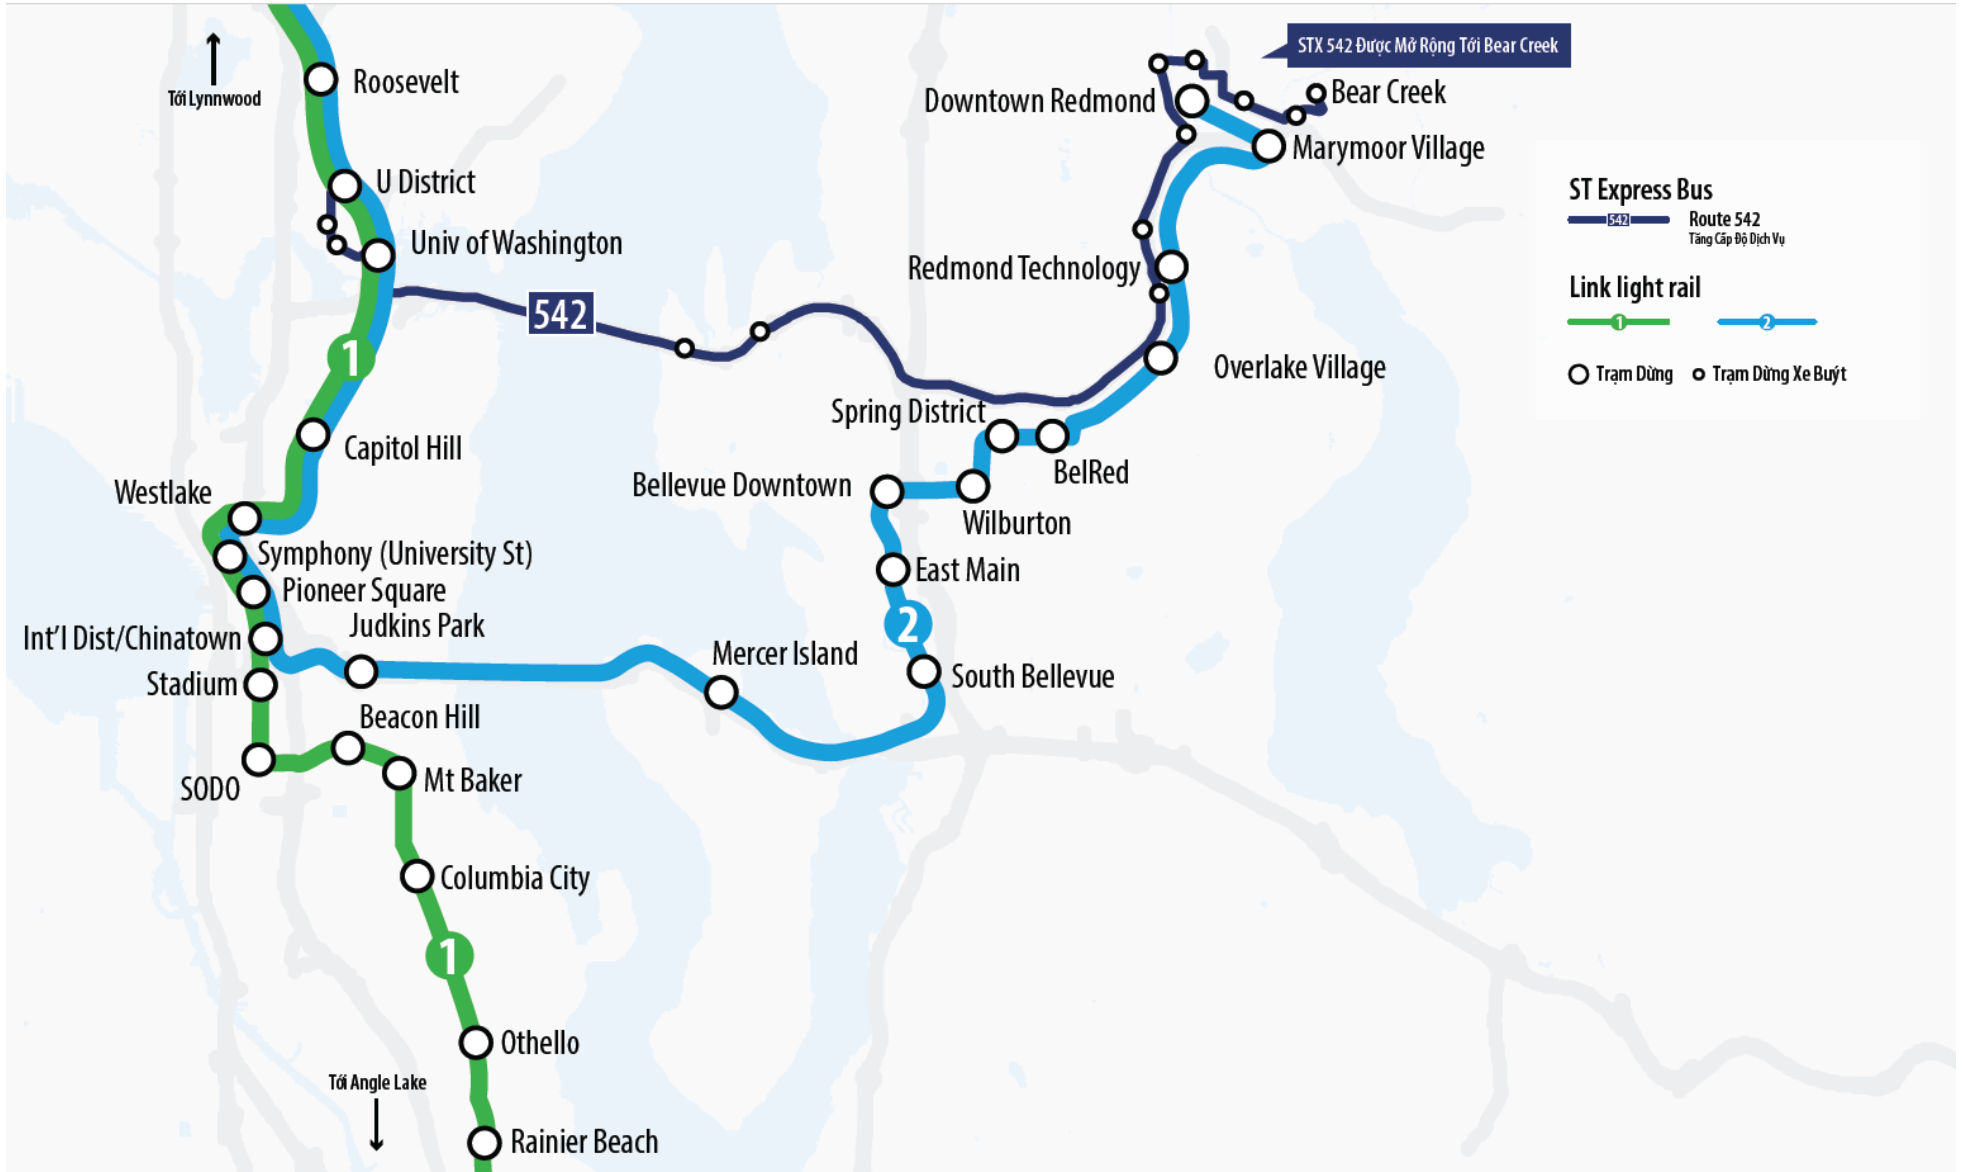 STX 542 Được Mở Rộng Tới Bear Creek
Roosevelt
Tới Lynnwood
Downtown Redmond
Bear Creek
Marymoor Village
U District
Univ of Washington
Redmond Technology
542
1
Overlake Village
Spring District
Capitol Hill
BelRed
Westlake
Bellevue Downtown
Wilburton
Symphony (University St)
East Main
Pioneer Square
Judkins Park
2
Int'l Dist/Chinatown
Mercer Island
South Bellevue
Stadium
Beacon Hill
SODO
Mt Baker
Columbia City
1
Othello
Tới Angle Lake
Rainier Beach
ST Express Bus
542
Route 542
Tăng Cấp Độ Dịch Vụ
Link light rail
1
2
Trạm Dừng
Trạm Dừng Xe Buýt